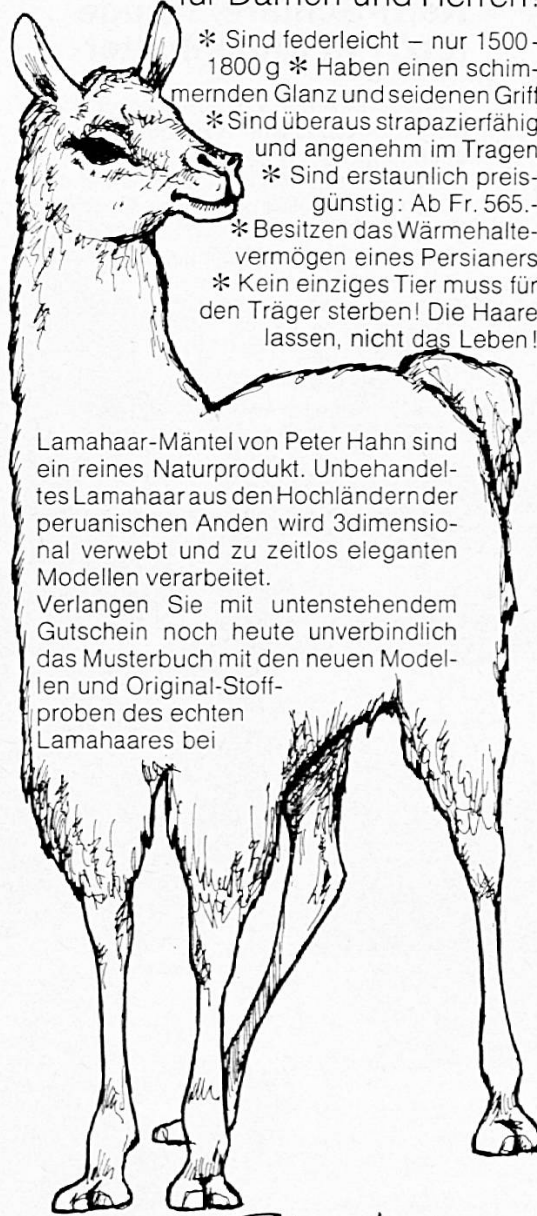 für Damen und Herren:
* Sind federleicht – nur 1500-
1800 g * Haben einen schim-
mernden Glanz und seidenen Griff
* Sind überaus strapazierfähig
und angenehm im Tragen
* Sind erstaunlich preis-
günstig: Ab Fr. 565.-
* Besitzen das Wärmehalte-
vermögen eines Persianers
* Kein einziges Tier muss für
den Träger sterben! Die Haare
lassen, nicht das Leben!
Lamahaar-Mäntel von Peter Hahn sind
ein reines Naturprodukt. Unbehandel-
tes Lamahaar aus den Hochländern der
peruanischen Anden wird 3dimensio-
nal verwebt und zu zeitlos eleganten
Modellen verarbeitet.
Verlangen Sie mit untenstehendem
Gutschein noch heute unverbindlich
das Musterbuch mit den neuen Model-
len und Original-Stoff-
proben des echten
Lamahaares bei